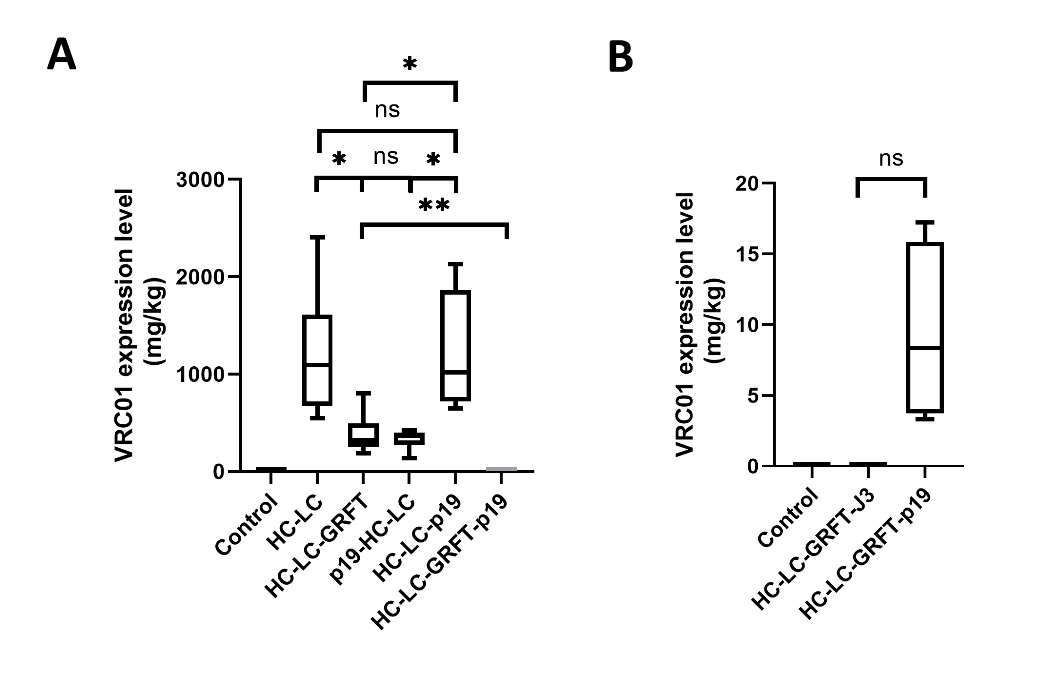 A
B
*
ns
* ns *
**
ns
VRC01 expression level
(mg/kg)
3000
2000
1000
0
Control
HC-LC
HC-LC-GRFT
p19-HC-LC
HC-LC-p19
HC-LC-GRFT-p19
VRC01 expression level
(mg/kg)
20
15
10
5
0
Control
HC-LC-GRFT-J3
HC-LC-GRFT-p19